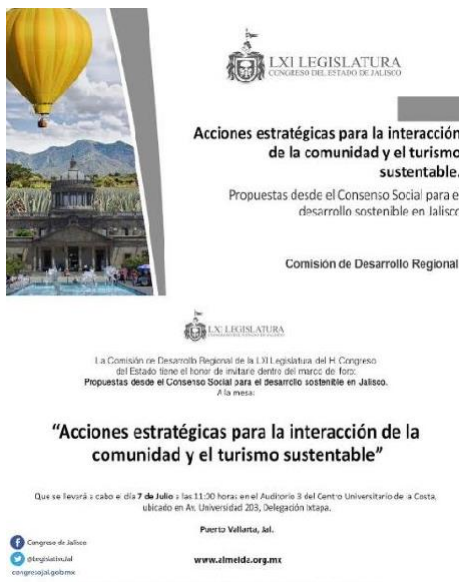 LXI LEGISLATURA
CONGRESO DEL ESTADO DE JALISCO
Acciones estratégicas para la interacción
de la comunidad y el turismo
sustentable.
Propuestas desde el Consenso Social para e
desarrollo sostenible en Jalisco
Comisión de Desarrollo Regional
LXI LEGISLATURA
La Comisión de Desarrollo Regional de la LXI Legislatura del H. Congreso
del Estado tiene el honor de invitarle dentro del marco de foro:
Propuestas desde el Consenso Social para el desarrollo sostenible en Jalisco.
A la mesa:
“Acciones estratégicas para la interacción de la
comunidad y el turismo sustentable”
Que se llevará a cabo el día 7 de Julio a las 11:00 horas en el Auditorio 3 del Centro Universitario de la Costa,
ubicado en Av. Universidad 203, Delegación Ixtapa.
Puerto Vallarta, Jal.
Congreso de Jalisco
@LegislativoJal
congresojal.gob.mx
www.almeida.org.mx